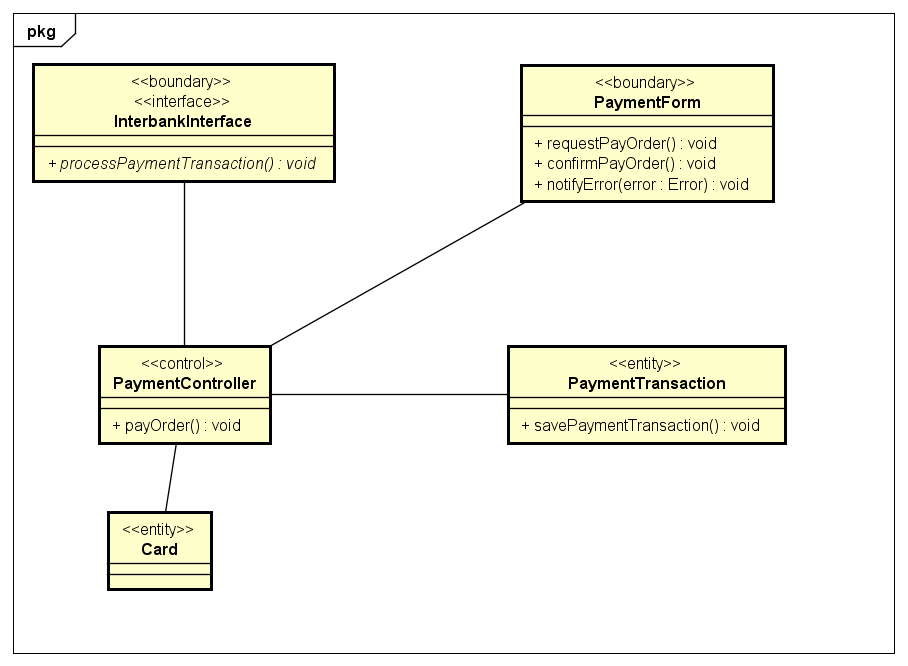 pkg
<<boundary>>
<<interface>>
InterbankInterface
+ processPaymentTransaction() : void
<<boundary>>
PaymentForm
+ requestPayOrder() : void
+ confirmPayOrder() : void
+ notifyError(error : Error) : void
<<control>>
PaymentController
+ payOrder() : void
<<entity>>
PaymentTransaction
+ savePaymentTransaction() : void
<<entity>>
Card